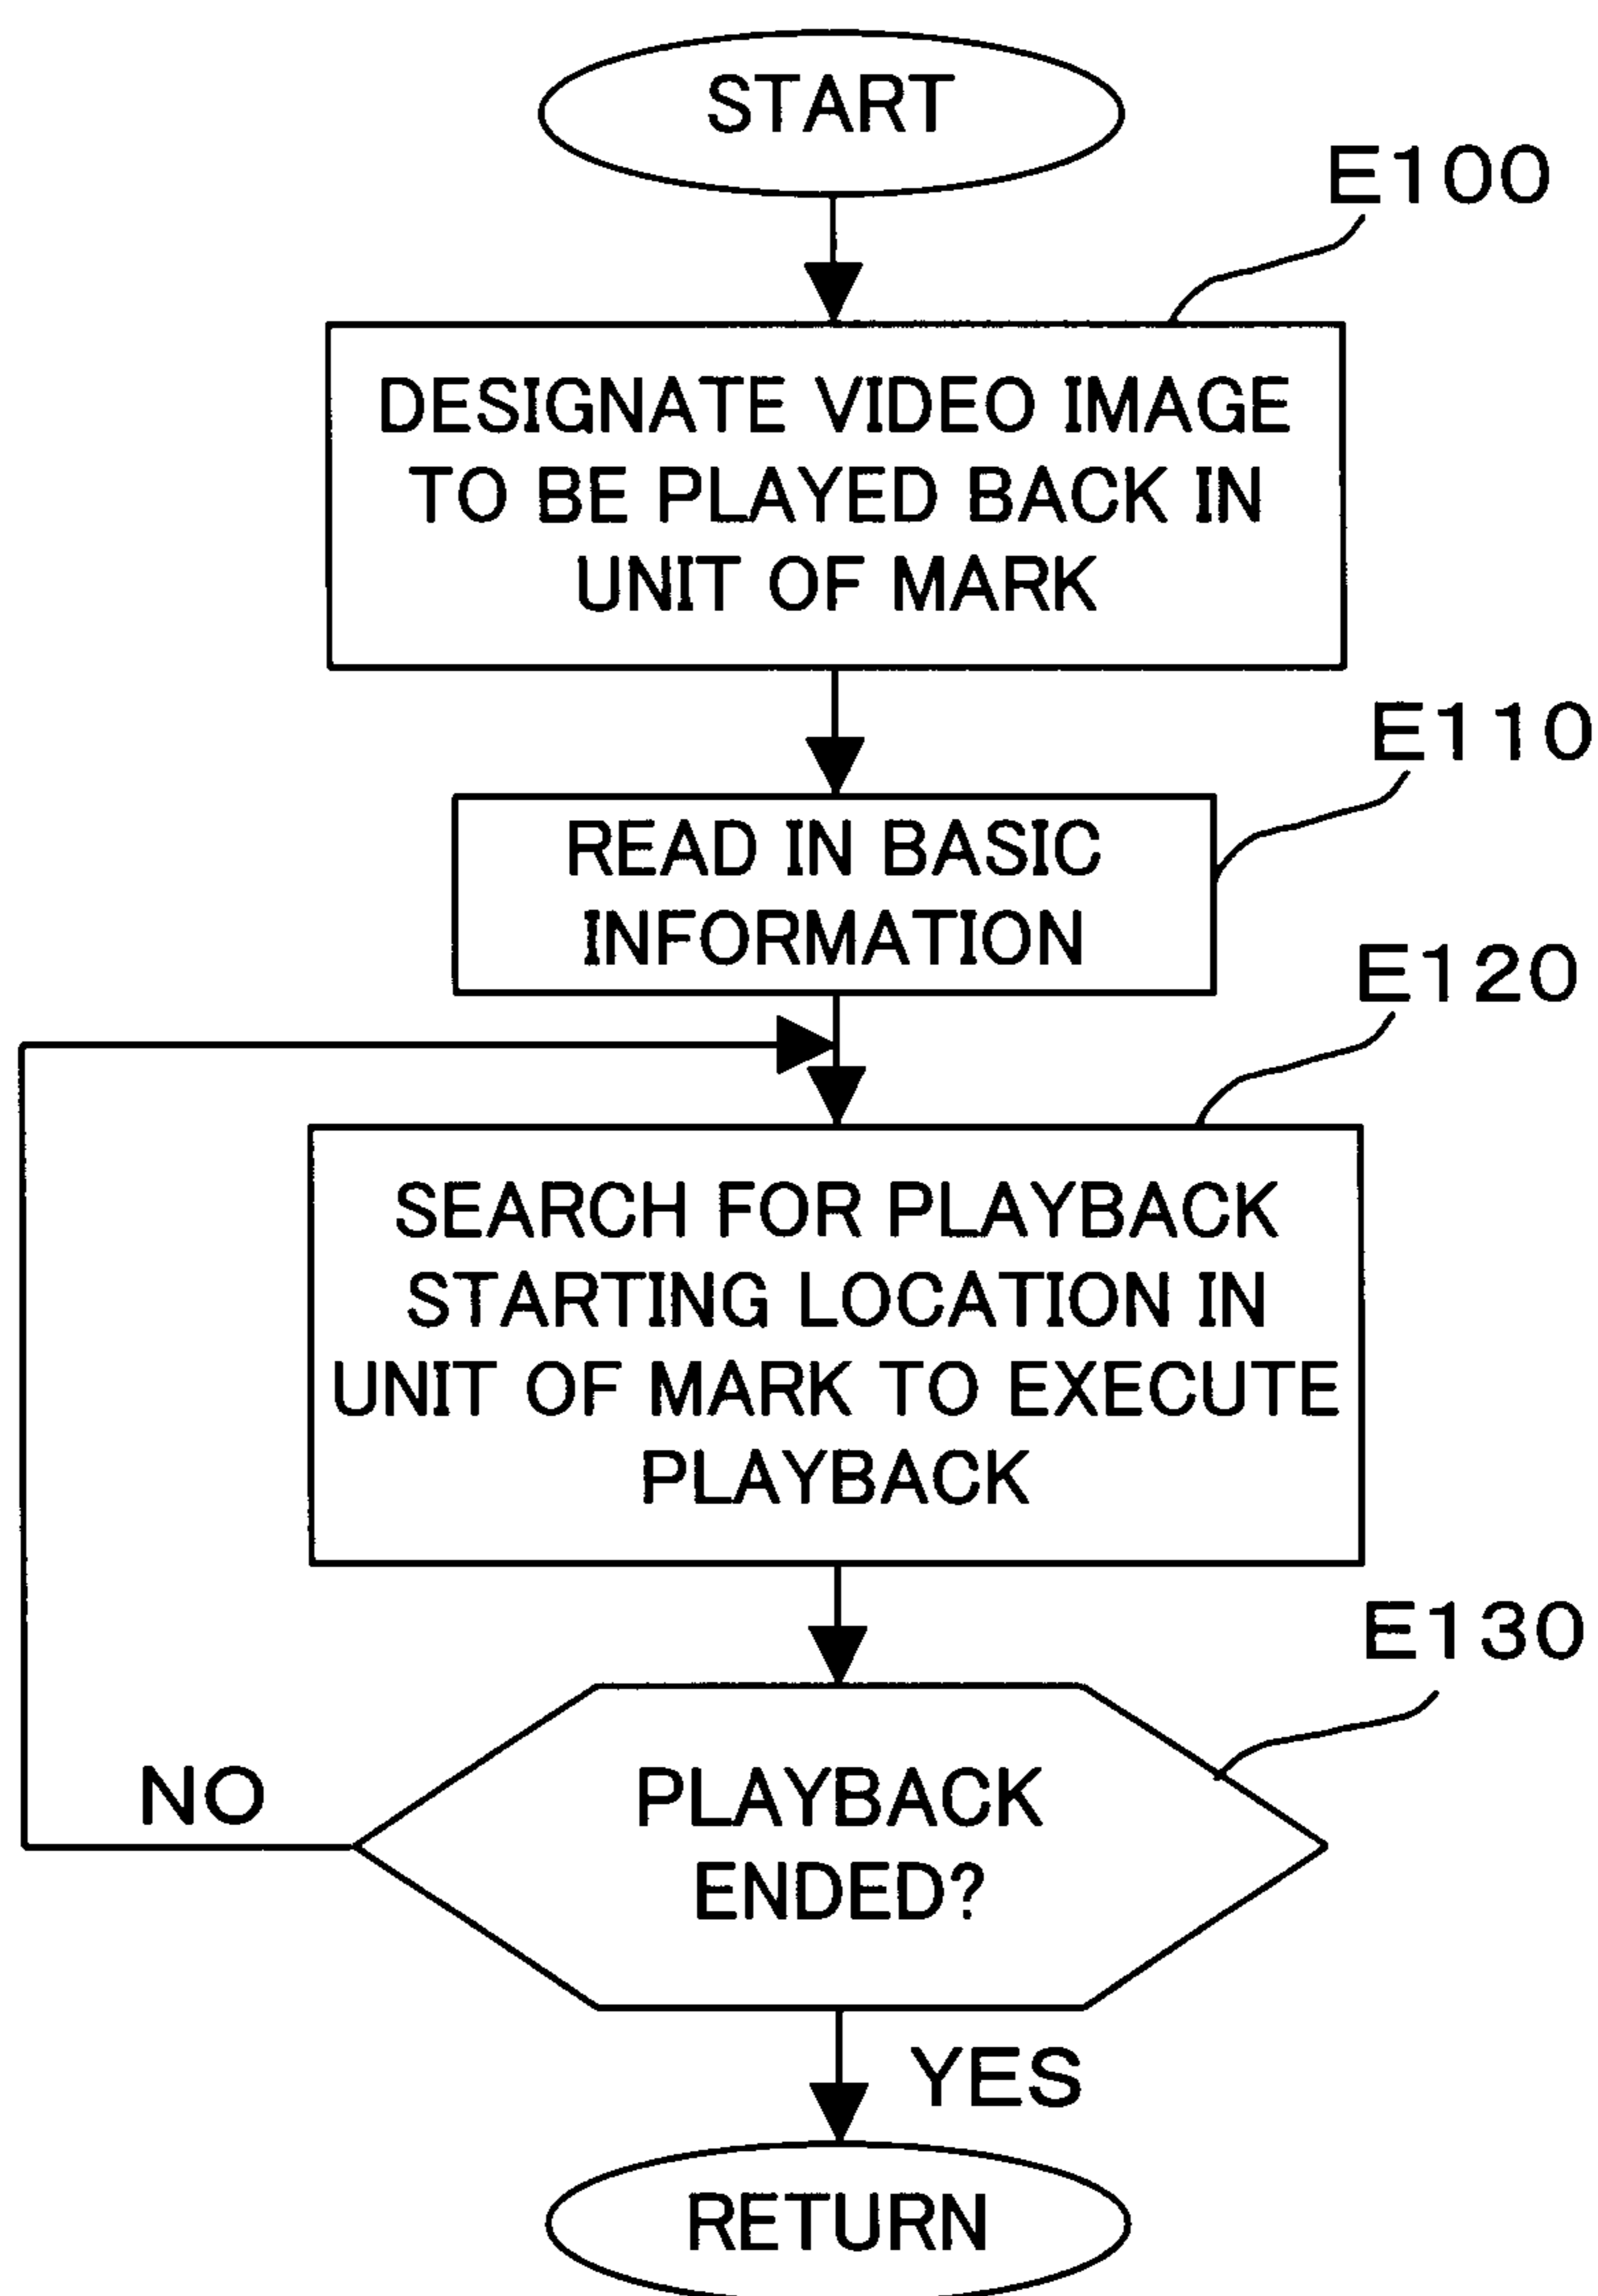 START
E100
DESIGNATE VIDEO IMAGE
TO BE PLAYED BACK IN
UNIT OF MARK
E110
READ IN BASIC
INFORMATION
E120
SEARCH FOR PLAYBACK
STARTING LOCATION IN
UNIT OF MARK TO EXECUTE
PLAYBACK
E130
PLAYBACK
ENDED?
NO
YES
RETURN